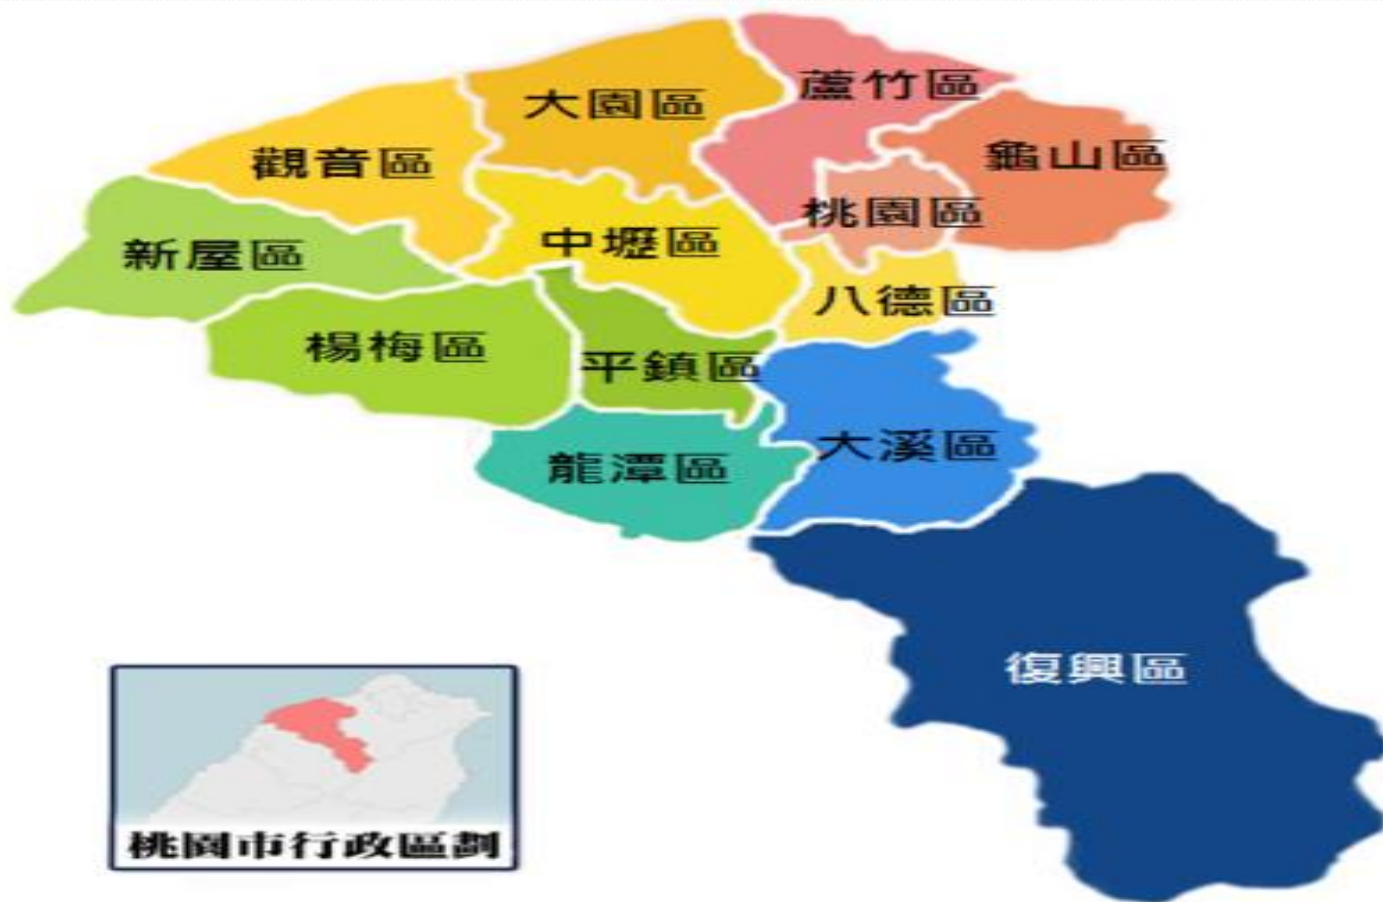 蘆竹區
大園區
龜山區
觀音區
桃園區
中壢區
新屋區
八德區
楊梅區
平鎮區
大溪區
龍潭區
復興區
桃園市行政區劃